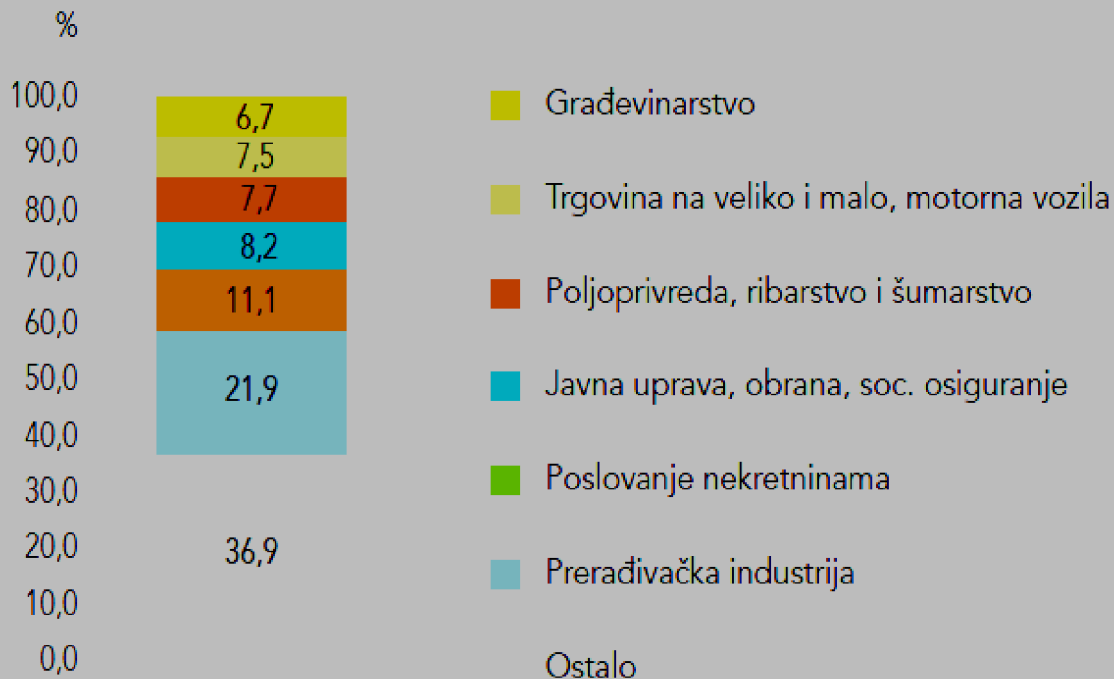 %
100,0
90,0
80,0
70,0
60,0
50,0
40,0
30,0
20,0
10,0
0,0
6,7
7,5
7,7
8,2
11,1
21,9
36,9
Građevinarstvo
Trgovina na veliko i malo, motorna vozila
Poljoprivreda, ribarstvo i šumarstvo
Javna uprava, obrana, soc. osiguranje
Poslovanje nekretninama
Prerađivačka industrija
Ostalo